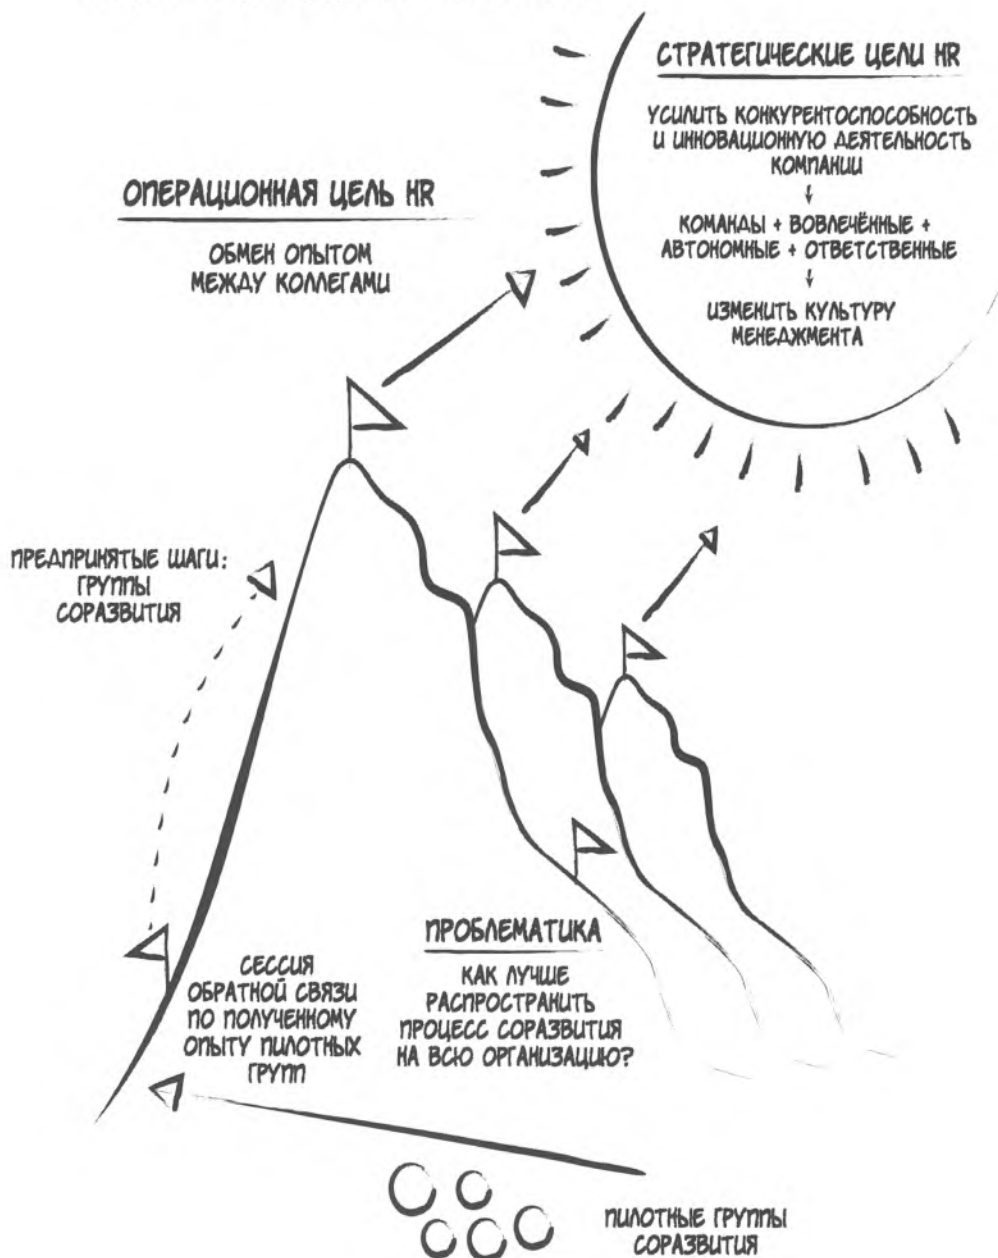 СТРАТЕГИЧЕСКИЕ ЦЕЛИ HR
УСИЛИТЬ КОНКУРЕНТОСПОСОБНОСТЬ
И ИННОВАЦИОННУЮ ДЕЯТЕЛЬНОСТЬ
КОМПАНИИ
↓
КОМАНДЫ + ВОВЛЕЧЁННЫЕ +
АВТОНОМНЫЕ + ОТВЕТСТВЕННЫЕ
↓
ИЗМЕНИТЬ КУЛЬТУРУ
МЕНЕДЖМЕНТА
ОПЕРАЦИОННАЯ ЦЕЛЬ HR
ОБМЕН ОПЫТОМ
МЕЖДУ КОЛЛЕГАМИ
ПРЕДПРИНЯТЫЕ ШАГИ:
ГРУППЫ
СОРАЗВИТИЯ
СЕССИЯ
ОБРАТНОЙ СВЯЗИ
ПО ПОЛУЧЕННОМУ
ОПЫТУ ПИЛОТНЫХ
ГРУПП
ПРОБЛЕМАТИКА
КАК ЛУЧШЕ
РАСПРОСТРАНИТЬ
ПРОЦЕСС СОРАЗВИТИЯ
НА ВСЮ ОРГАНИЗАЦИЮ?
ПИЛОТНЫЕ ГРУППЫ
СОРАЗВИТИЯ